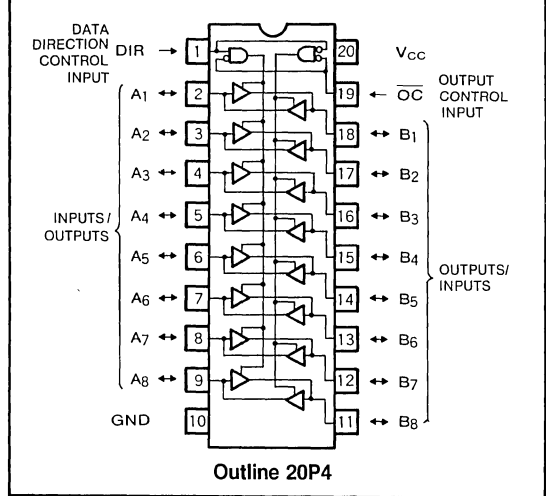 DATA
DIRECTION DIR → 1
CONTROL
INPUT
A1 ↔ 2
A2 ↔ 3
A3 ↔ 4
A4 ↔ 5
INPUTS/
OUTPUTS
A5 ↔ 6
A6 ↔ 7
A7 ↔ 8
A8 ↔ 9
GND 10
20 VCC
19 ← O̅C̅ OUTPUT
CONTROL
INPUT
18 ↔ B1
17 ↔ B2
16 ↔ B3
15 ↔ B4
OUTPUTS/
INPUTS
14 ↔ B5
13 ↔ B6
12 ↔ B7
11 ↔ B8
Outline 20P4